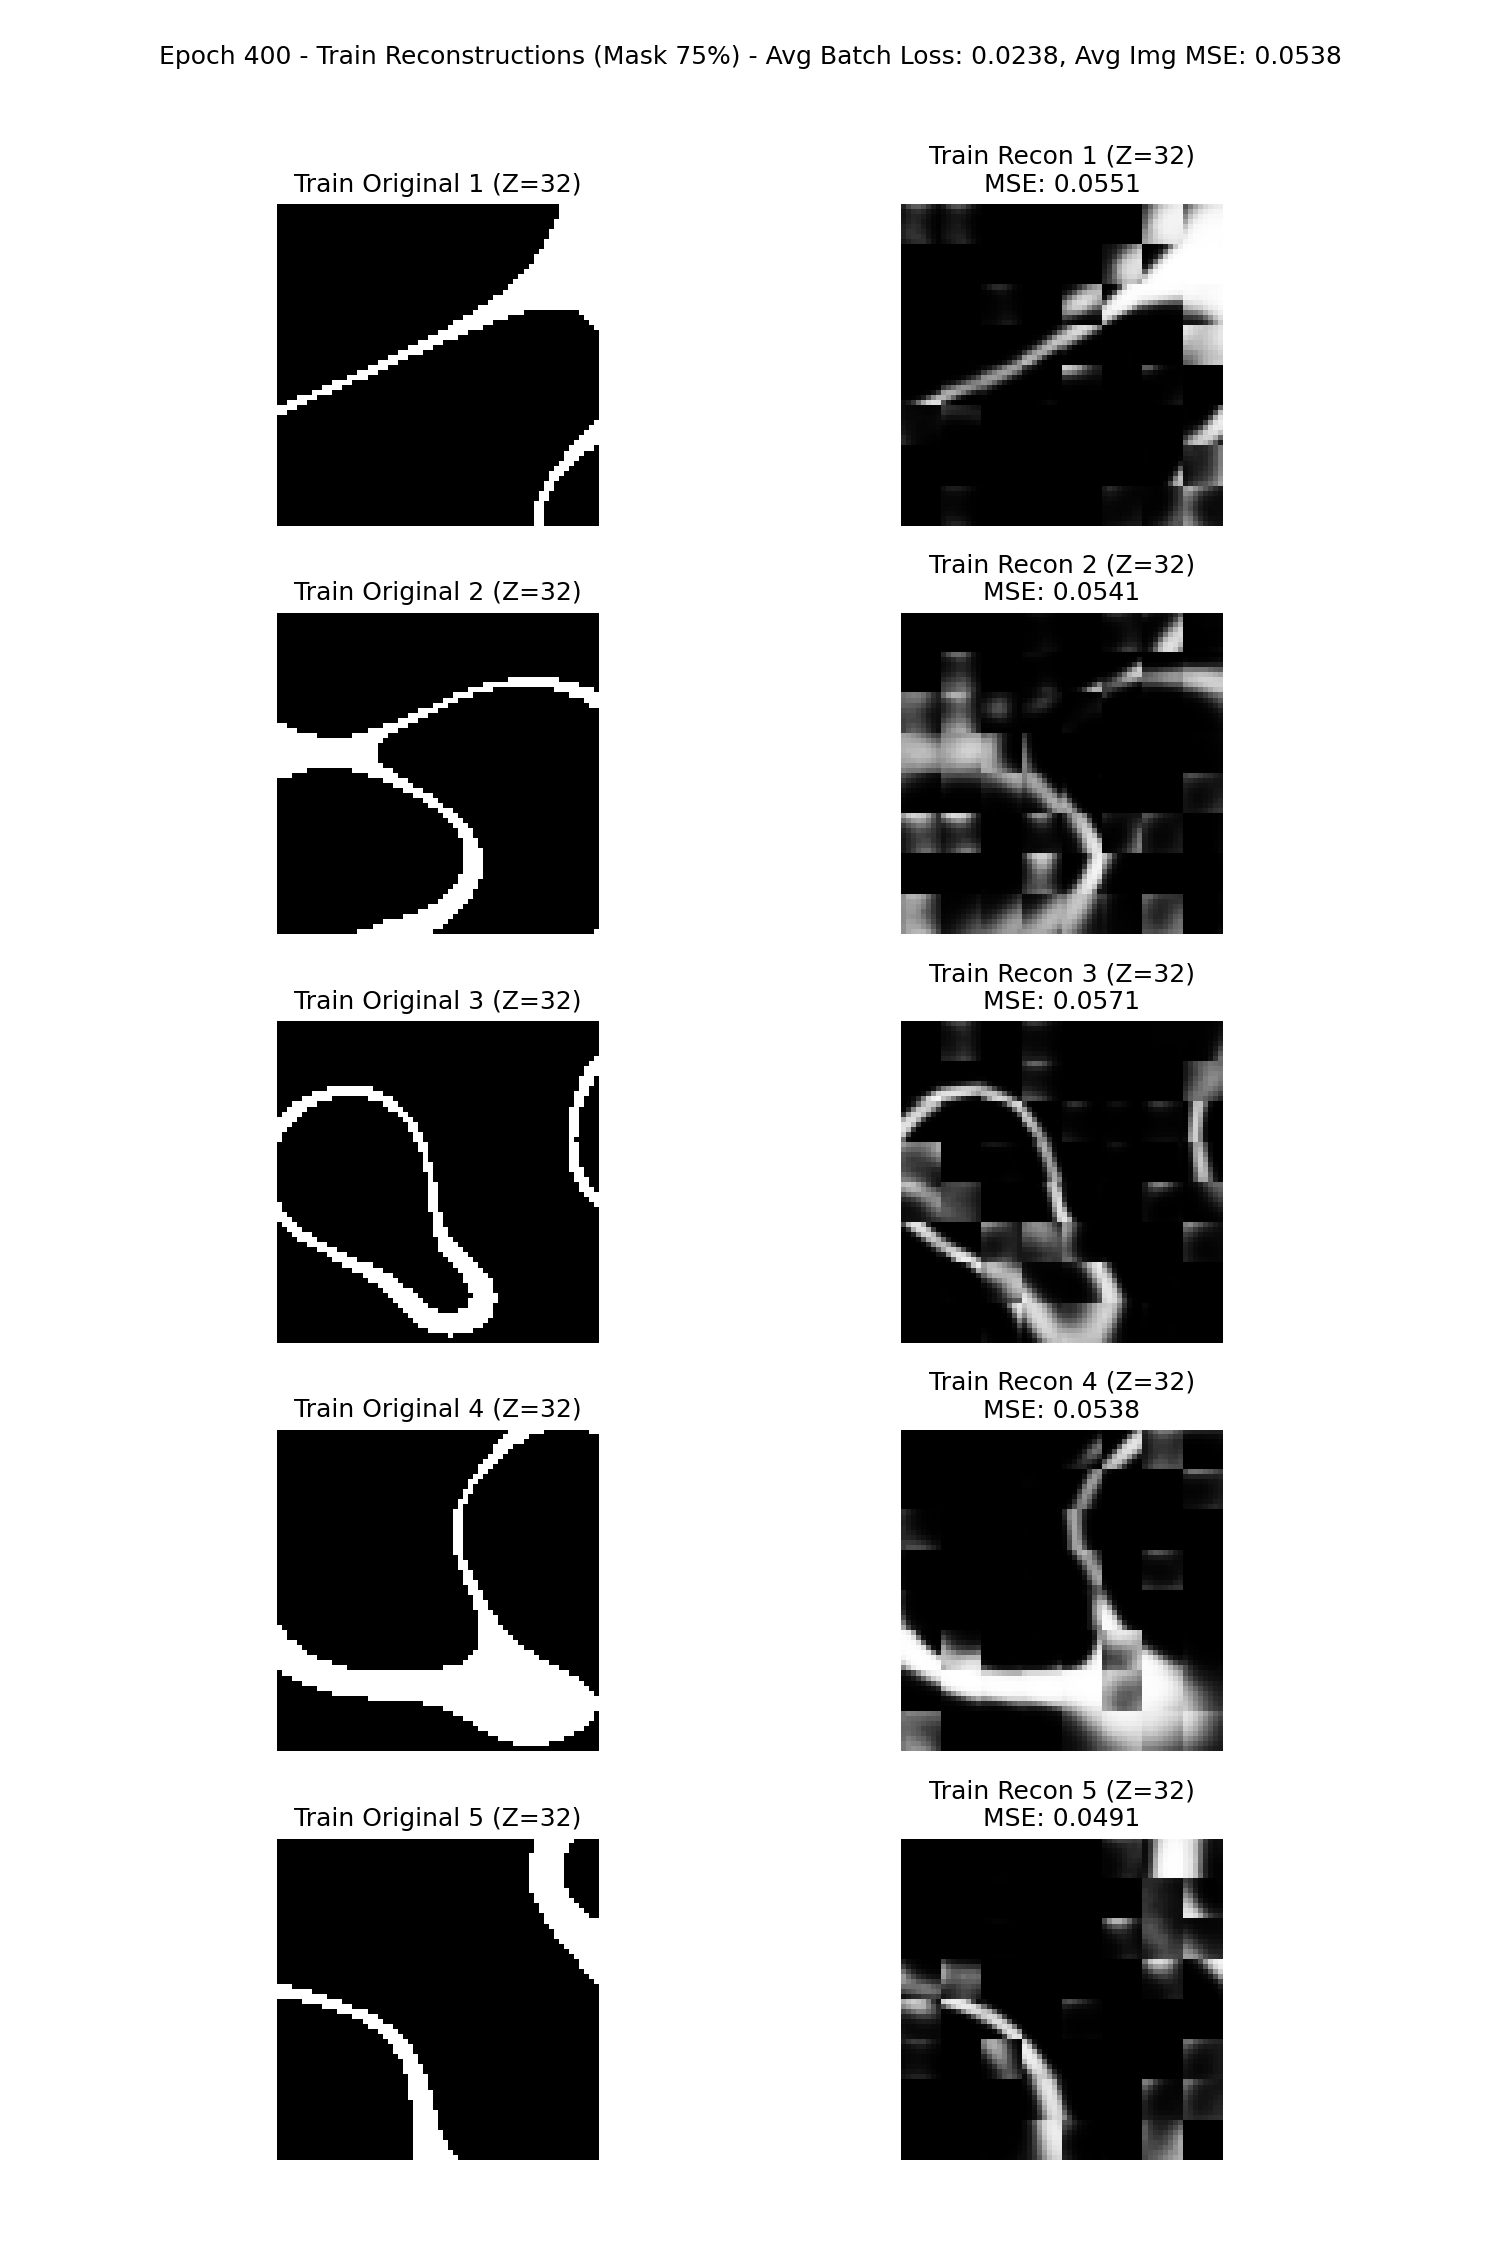 Epoch 400 - Train Reconstructions (Mask 75%) - Avg Batch Loss: 0.0238, Avg Img MSE: 0.0538
Train Original 1 (Z=32)
Train Recon 1 (Z=32)
MSE: 0.0551
Train Original 2 (Z=32)
Train Recon 2 (Z=32)
MSE: 0.0541
Train Original 3 (Z=32)
Train Recon 3 (Z=32)
MSE: 0.0571
Train Original 4 (Z=32)
Train Recon 4 (Z=32)
MSE: 0.0538
Train Original 5 (Z=32)
Train Recon 5 (Z=32)
MSE: 0.0491